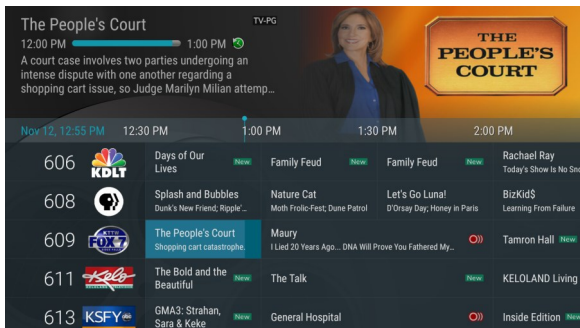 The People's Court
TV-PG
12:00 PM 1:00 PM
A court case involves two
parties undergoing an
intense dispute with one another regarding a
shopping cart issue, so Judge Marilyn Milian attemp...
THE
PEOPLE'S
COURT
Nov 12, 12:55 PM 12:30 PM 1:00 PM 1:30 PM 2:00 PM
606 KDLT Days of Our Lives New Family Feud New Family Feud New Rachael Ray
Today's Show Is No Sno
608 Splash and Bubbles Nature Cat Let's Go Luna! BizKid$
Dunk's New Friend; Ripple'... Moth Frolic-Fest; Dune Patrol D'Orsay Day; Honey in Paris Learning From Failure
609 KTTW FOX 7 The People's Court Maury Tamron Hall New
Shopping cart catastrophe. I Lied 20 Years Ago... DNA Will Prove You Fathered My...
611 Kelo The Bold and the Beautiful New The Talk New KELOLAND Living
613 KSFY GMA3: Strahan, Sara & Keke New General Hospital Inside Edition New